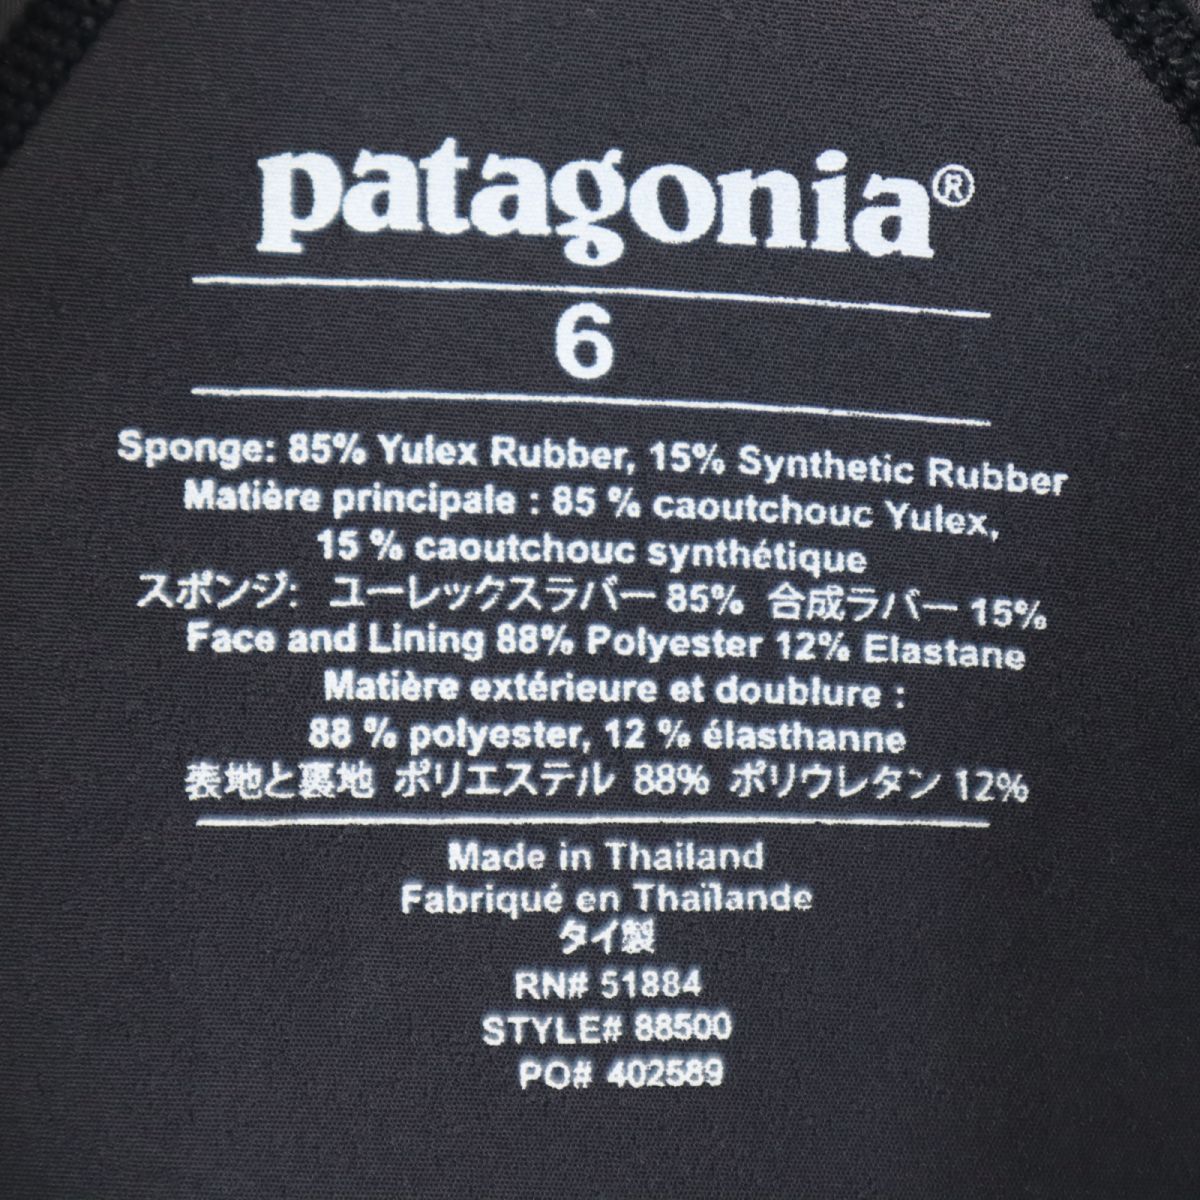 patagonia®
6
Sponge: 85% Yulex Rubber, 15% Synthetic Rubber
Matière principale : 85 % caoutchouc Yulex,
15 % caoutchouc synthétique
スポンジ: ユーレックスラバー 85% 合成ラバー 15%
Face and Lining 88% Polyester 12% Elastane
Matière extérieure et doublure :
88 % polyester, 12 % élasthanne
表地と裏地 ポリエステル 88% ポリウレタン 12%
Made in Thailand
Fabriqué en Thaïlande
タイ製
RN# 51884
STYLE# 88500
PO# 402589